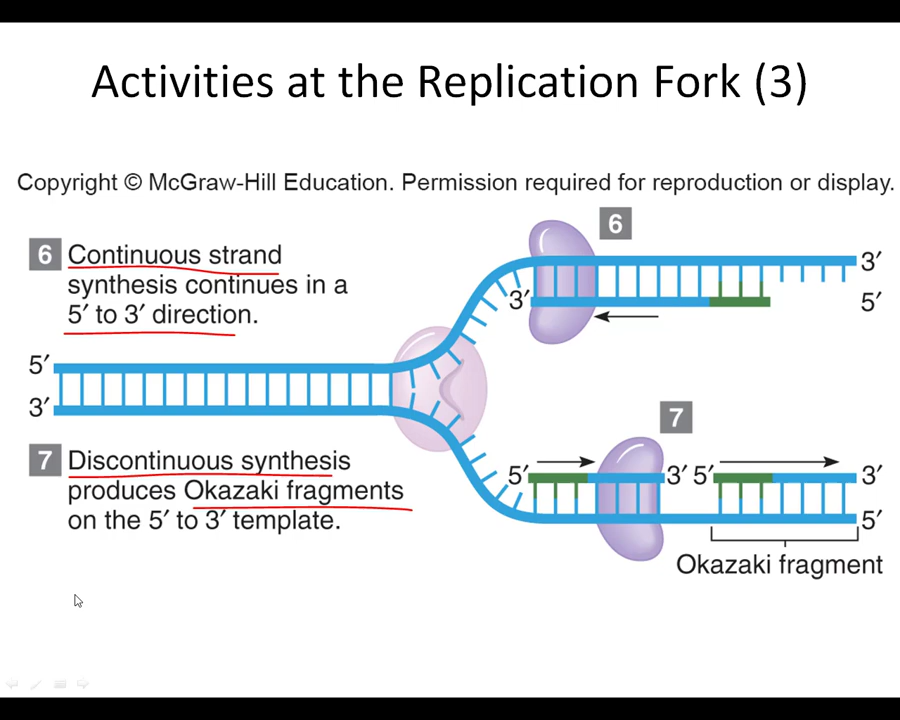 Activities at the Replication Fork (3)
Copyright © McGraw-Hill Education. Permission required for reproduction or display.
6 Continuous strand
synthesis continues in a
5′ to 3′ direction.
6
3′
3′
5′
5′
3′
7 Discontinuous synthesis
produces Okazaki fragments
on the 5′ to 3′ template.
7
5′
3′ 5′
3′
5′
Okazaki fragment